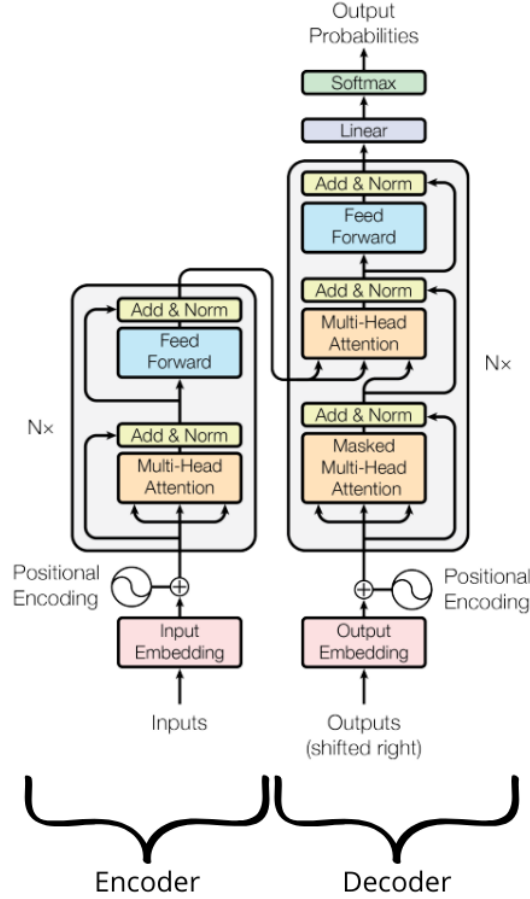 Output
Probabilities
Softmax
Linear
Add & Norm
Feed
Forward
Add & Norm
Multi-Head
Attention
Add & Norm
Masked
Multi-Head
Attention
N×
Add & Norm
Feed
Forward
Add & Norm
Multi-Head
Attention
N×
Positional
Encoding
Positional
Encoding
Input
Embedding
Output
Embedding
Inputs
Outputs
(shifted right)
Encoder
Decoder